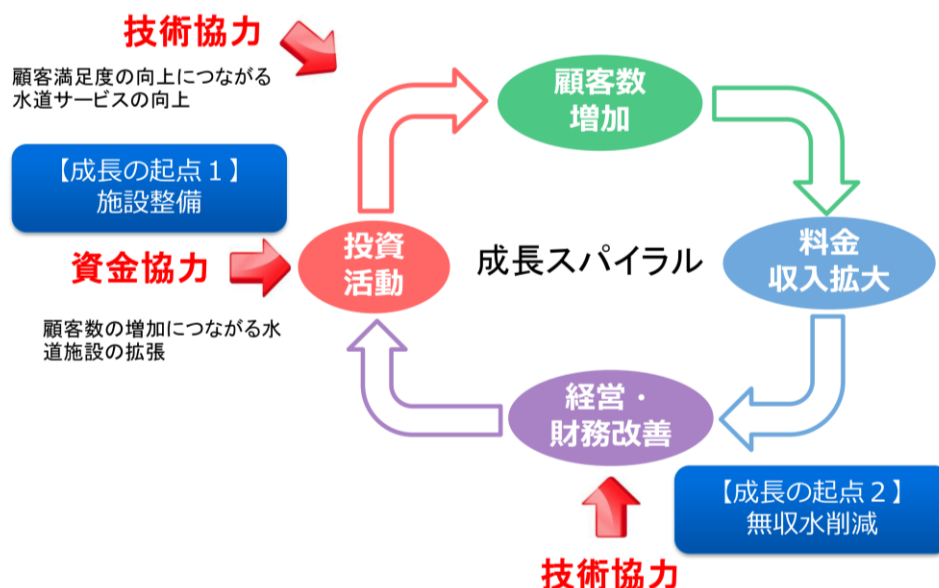 技術協力
顧客満足度の向上につながる
水道サービスの向上
【成長の起点１】
施設整備
資金協力
顧客数の増加につながる水
道施設の拡張
顧客数
増加
投資
活動
成長スパイラル
料金
収入拡大
経営・
財務改善
【成長の起点２】
無収水削減
技術協力